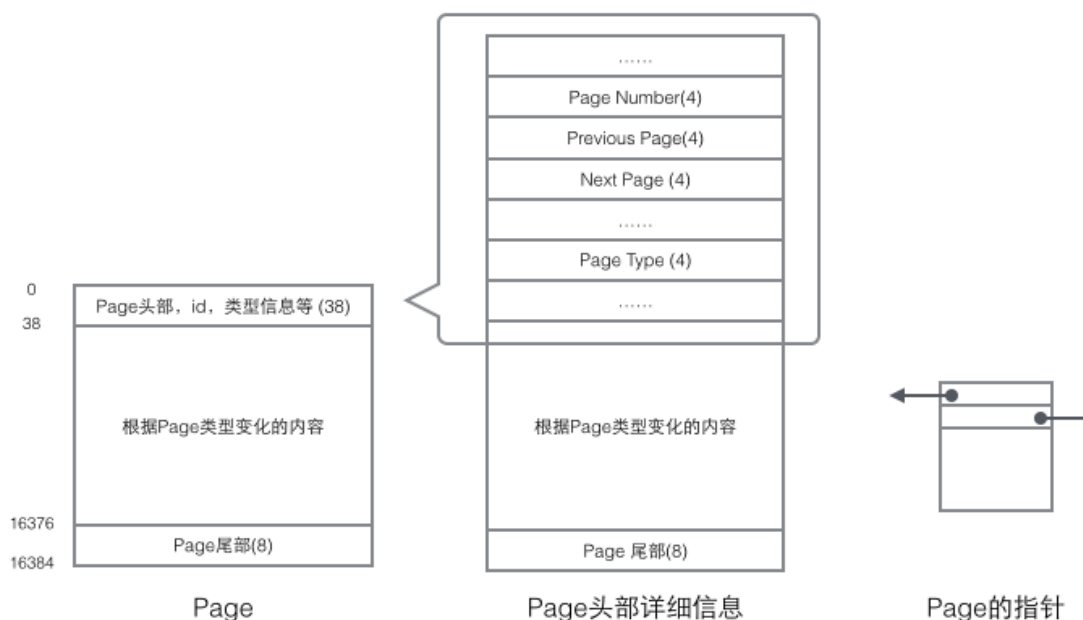 0
Page头部，id，类型信息等 (38)
38
根据Page类型变化的内容
16376
Page尾部(8)
16384
Page
……
Page Number(4)
Previous Page(4)
Next Page (4)
……
Page Type (4)
……
根据Page类型变化的内容
Page 尾部(8)
Page头部详细信息
Page的指针